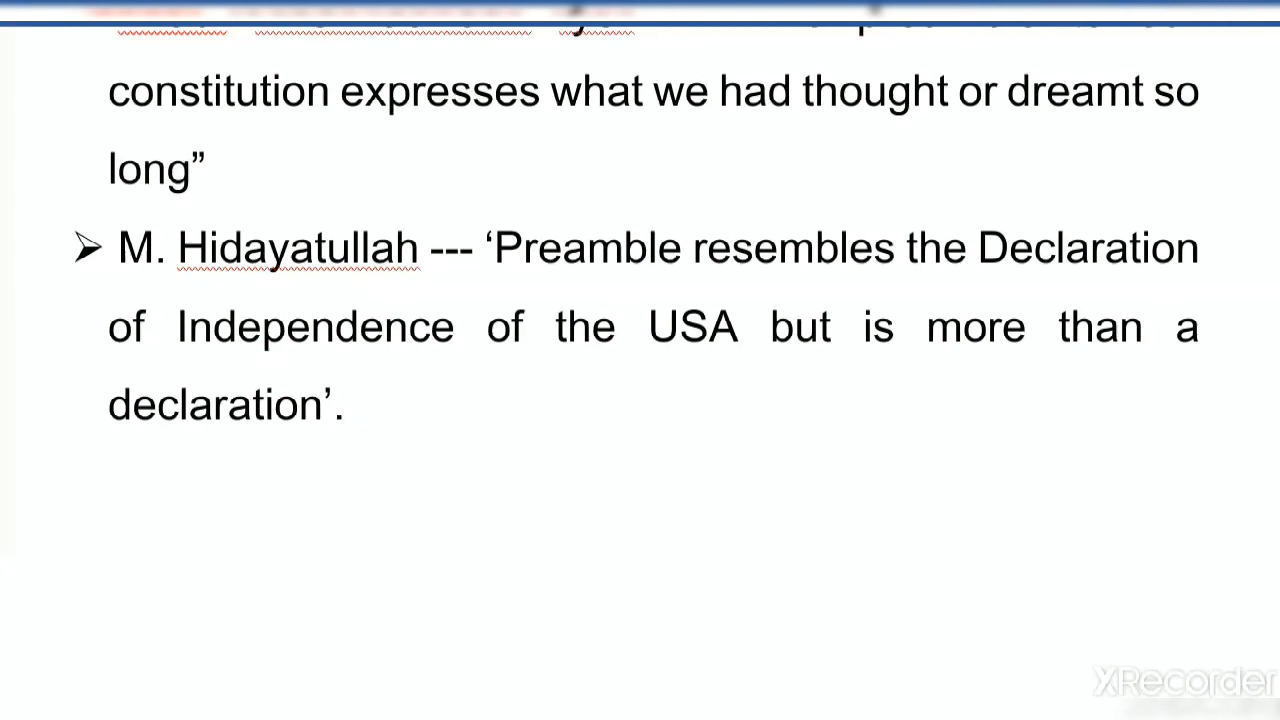 constitution expresses what we had thought or dreamt so
long”
➢ M. Hidayatullah --- ‘Preamble resembles the Declaration
of Independence of the USA but is more than a
declaration’.
XRecorder